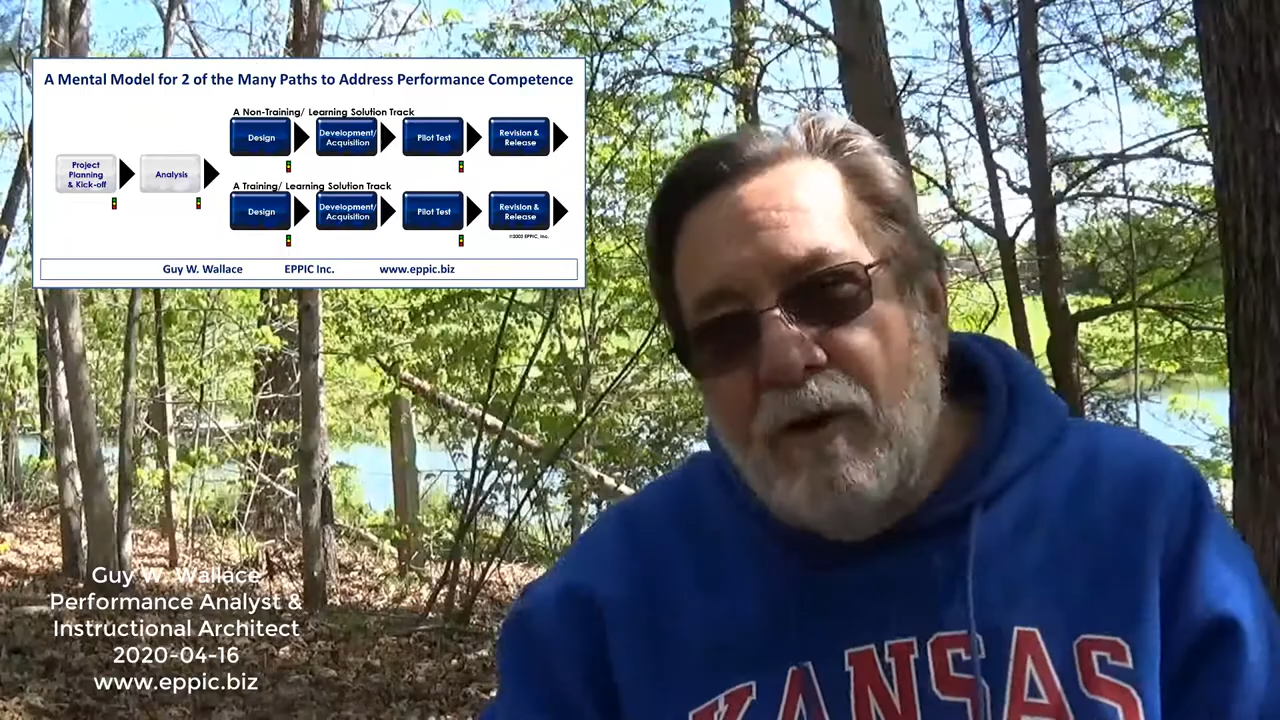 A Mental Model for 2 of the Many Paths to Address Performance Competence
A Non-Training/ Learning Solution Track
Design
Development/
Acquisition
Pilot Test
Revision &
Release
Project
Planning
& Kick-off
Analysis
A Training/ Learning Solution Track
Design
Development/
Acquisition
Pilot Test
Revision &
Release
©2002 EPPIC, Inc.
Guy W. Wallace EPPIC Inc. www.eppic.biz
Guy W. Wallace
Performance Analyst &
Instructional Architect
2020-04-16
www.eppic.biz
KANSAS